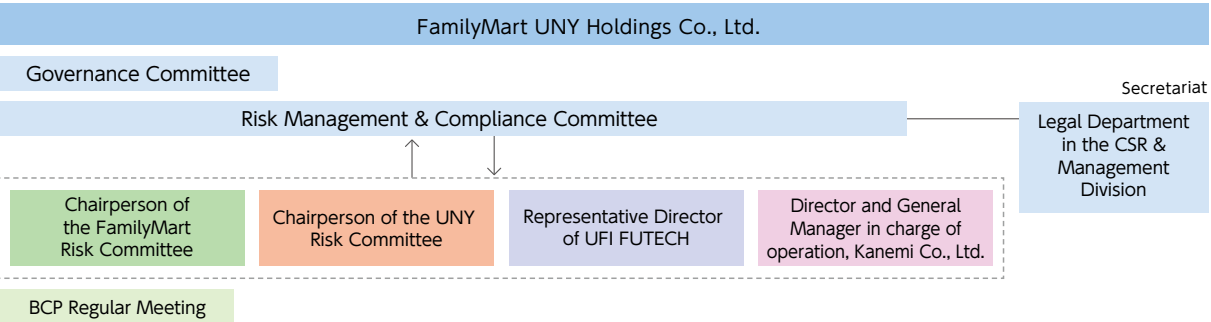 FamilyMart UNY Holdings Co., Ltd.
Governance Committee
Secretariat
Risk Management & Compliance Committee
Legal Department
in the CSR &
Management
Division
Chairperson of
the FamilyMart
Risk Committee
Chairperson of the UNY
Risk Committee
Representative Director
of UFI FUTECH
Director and General
Manager in charge of
operation, Kanemi Co., Ltd.
BCP Regular Meeting